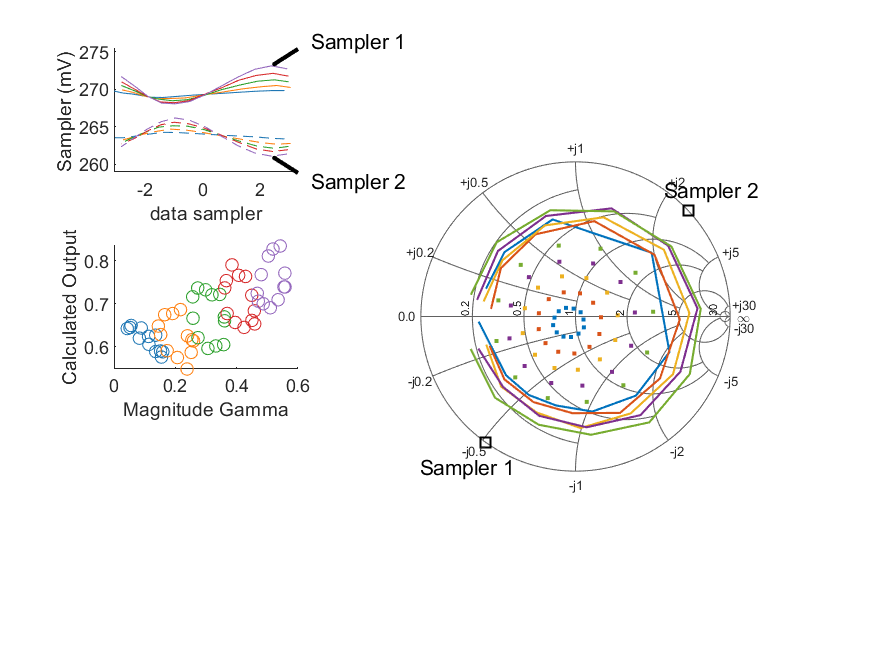 Sampler 1
275
270
265
260
Sampler (mV)
-2
0
2
data sampler
Sampler 2
0.8
0.7
0.6
Calculated Output
0
0.2
0.4
0.6
Magnitude Gamma
+j1
+j0.5
+j2
Sampler 2
+j0.2
+j5
0.0
0.2
0.5
1
2
5
30
+j30
∞
-j30
-j0.2
-j5
-j0.5
-j2
Sampler 1
-j1